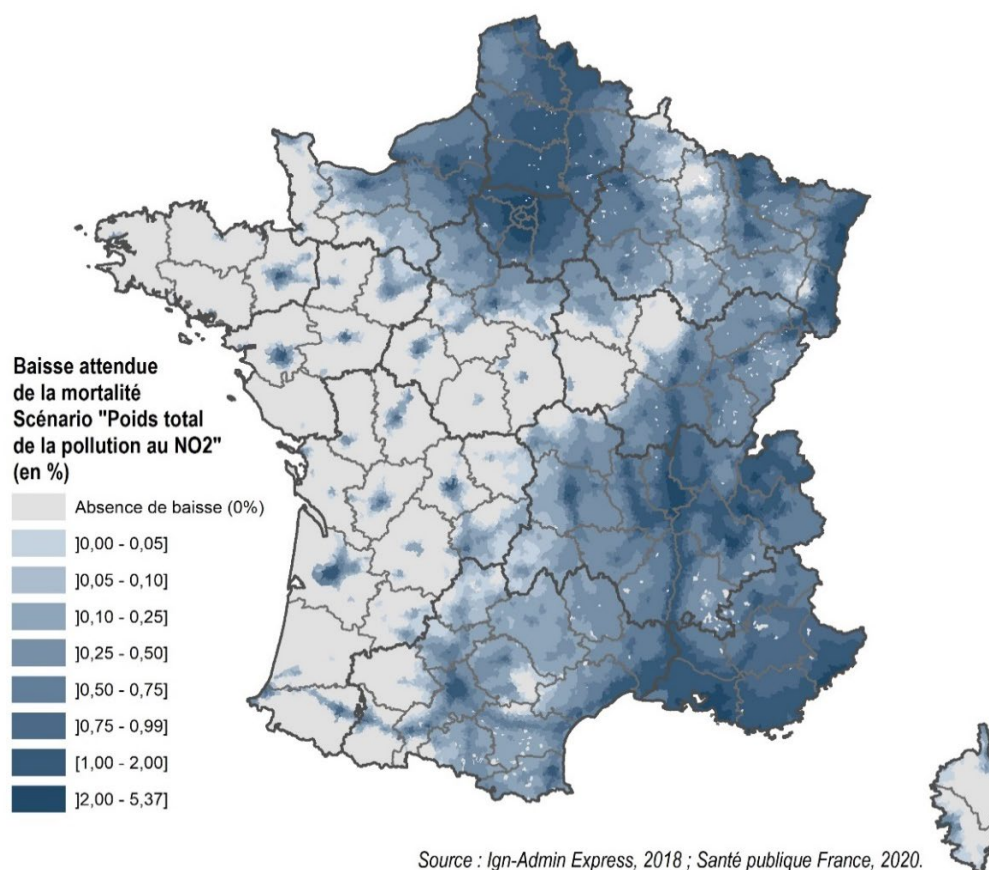 Baisse attendue
de la mortalité
Scénario "Poids total
de la pollution au NO2"
(en %)
Absence de baisse (0%)
]0,00 - 0,05]
]0,05 - 0,10]
]0,10 - 0,25]
]0,25 - 0,50]
]0,50 - 0,75]
]0,75 - 0,99]
[1,00 - 2,00]
]2,00 - 5,37]
Source : Ign-Admin Express, 2018 ; Santé publique France, 2020.